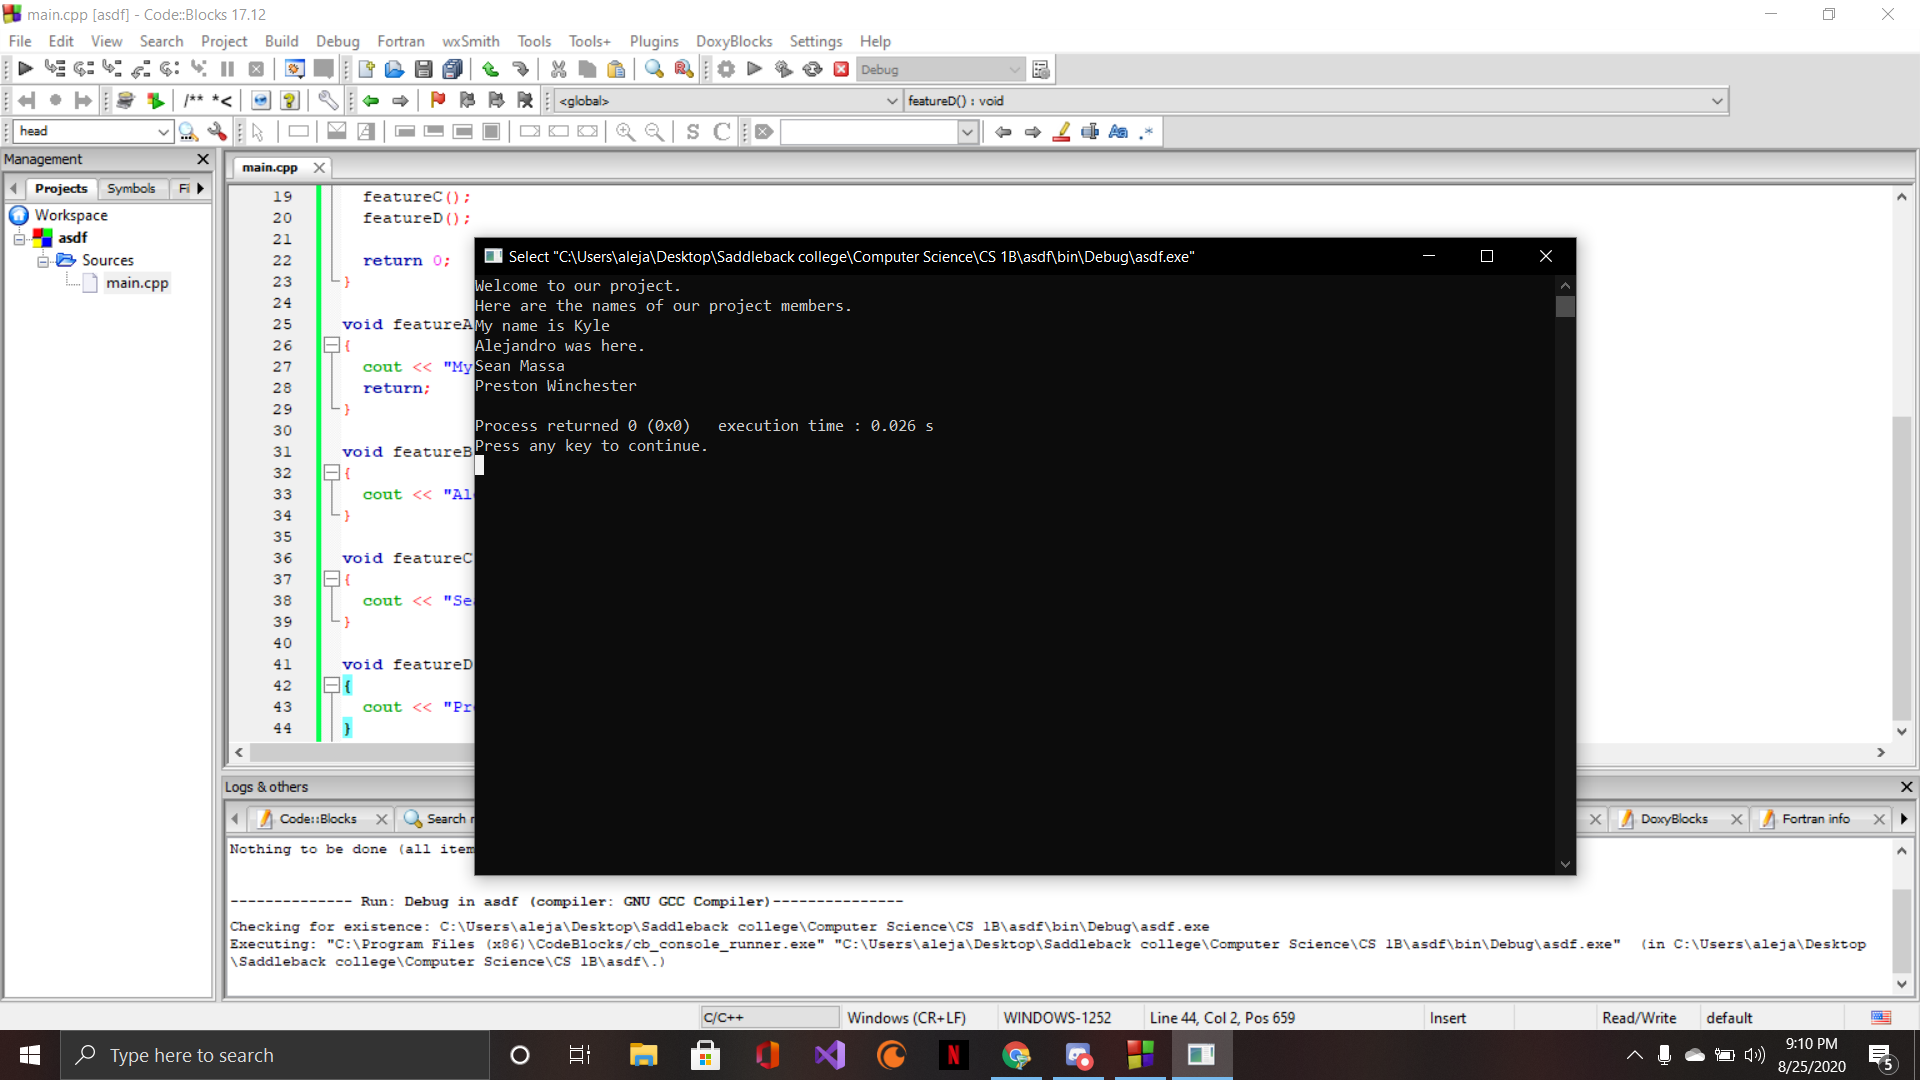 main.cpp [asdf] - Code::Blocks 17.12
File Edit View Search Project Build Debug Fortran wxSmith Tools Tools+ Plugins DoxyBlocks Settings Help
Debug
/** *<
<global>
featureD() : void
head
S C
Aa .*
Management
Projects Symbols Fi
Workspace
asdf
Sources
main.cpp
main.cpp
19 featureC();
20 featureD();
21
22 return 0;
23 }
24
25 void featureA
26 {
27 cout << "My
28 return;
29 }
30
31 void featureB
32 {
33 cout << "Al
34 }
35
36 void featureC
37 {
38 cout << "Se
39 }
40
41 void featureD
42 {
43 cout << "Pr
44 }
Select "C:\Users\aleja\Desktop\Saddleback college\Computer Science\CS 1B\asdf\bin\Debug\asdf.exe"
Welcome to our project.
Here are the names of our project members.
My name is Kyle
Alejandro was here.
Sean Massa
Preston Winchester
Process returned 0 (0x0) execution time : 0.026 s
Press any key to continue.
Logs & others
Code::Blocks Search DoxyBlocks Fortran info
Nothing to be done (all item
-------------- Run: Debug in asdf (compiler: GNU GCC Compiler)---------------
Checking for existence: C:\Users\aleja\Desktop\Saddleback college\Computer Science\CS 1B\asdf\bin\Debug\asdf.exe
Executing: "C:\Program Files (x86)\CodeBlocks/cb_console_runner.exe" "C:\Users\aleja\Desktop\Saddleback college\Computer Science\CS 1B\asdf\bin\Debug\asdf.exe" (in C:\Users\aleja\Desktop
\Saddleback college\Computer Science\CS 1B\asdf\.)
C/C++ Windows (CR+LF) WINDOWS-1252 Line 44, Col 2, Pos 659 Insert Read/Write default
Type here to search
N
9:10 PM
8/25/2020
5